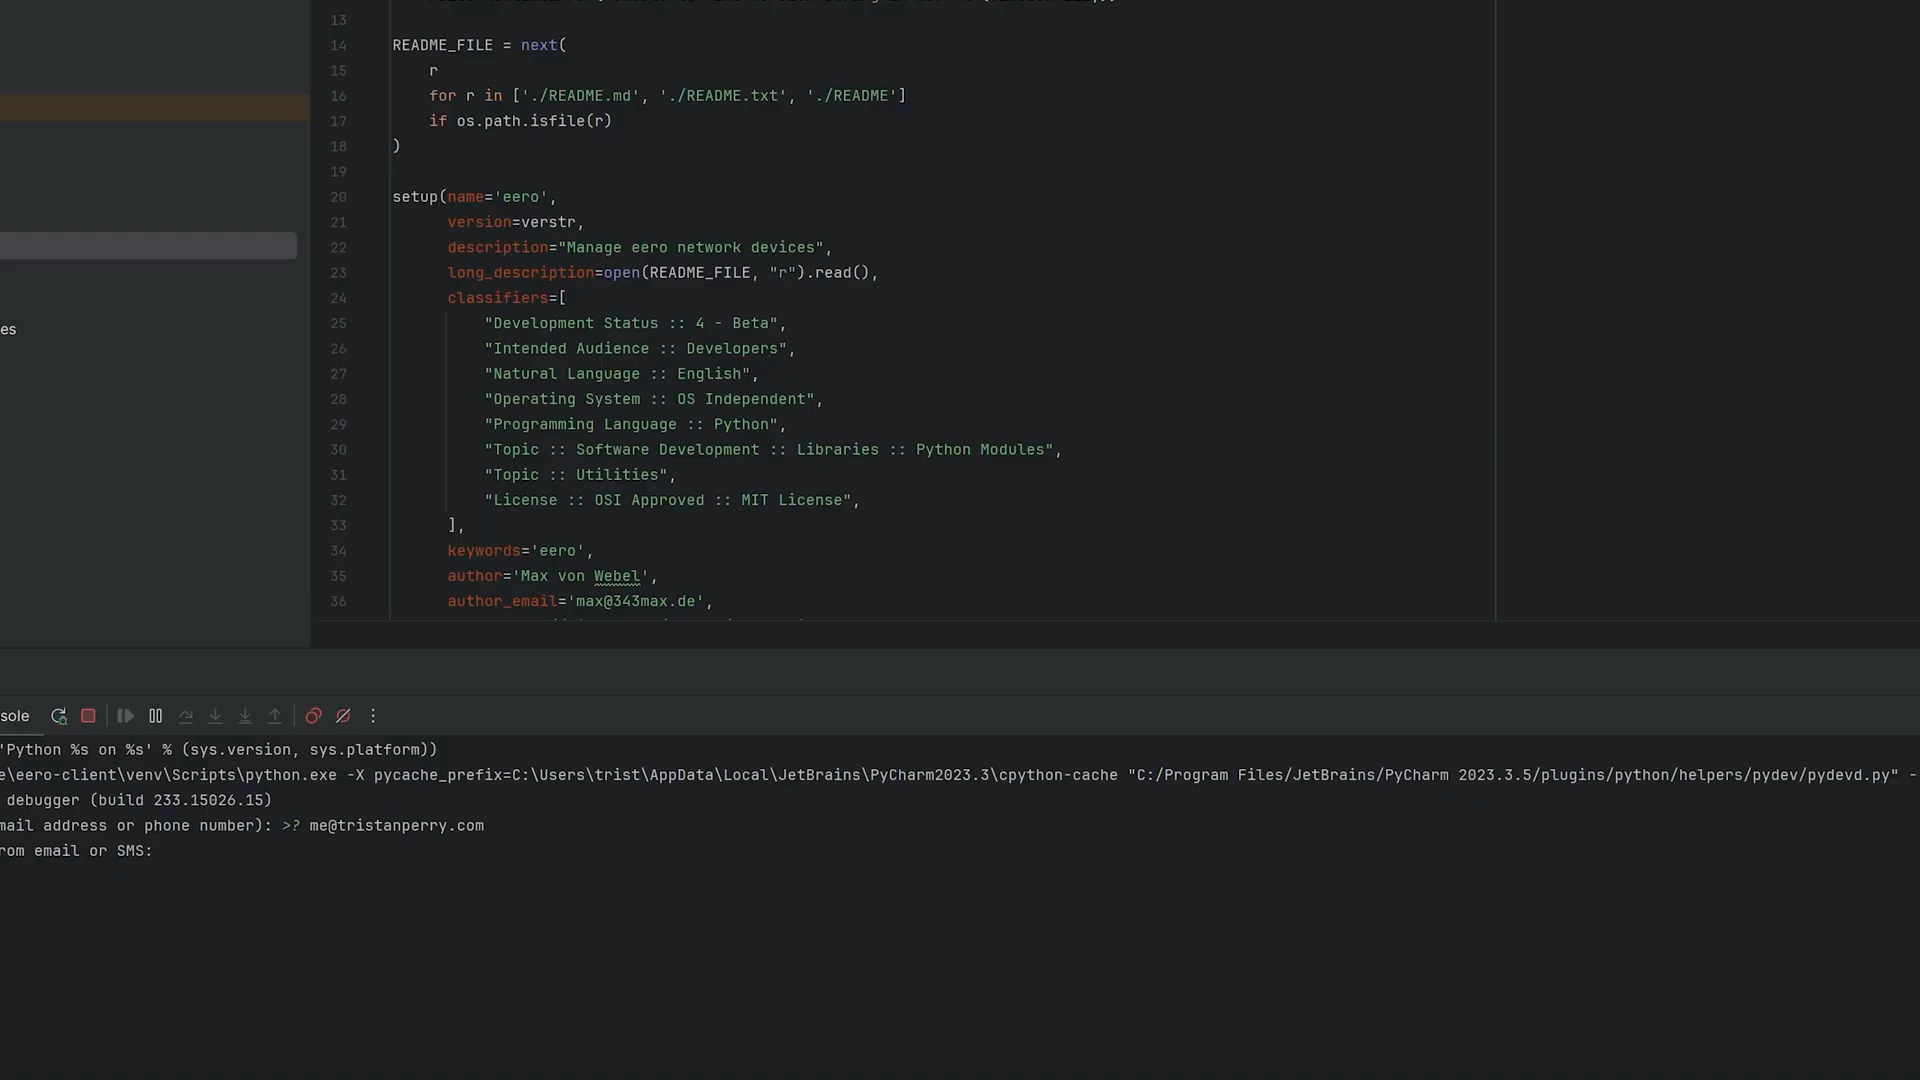 13
14 README_FILE = next(
15 r
16 for r in ['./README.md', './README.txt', './README']
17 if os.path.isfile(r)
18 )
19
20 setup(name='eero',
21 version=verstr,
22 description="Manage eero network devices",
23 long_description=open(README_FILE, "r").read(),
24 classifiers=[
25 "Development Status :: 4 - Beta",
es
26 "Intended Audience :: Developers",
27 "Natural Language :: English",
28 "Operating System :: OS Independent",
29 "Programming Language :: Python",
30 "Topic :: Software Development :: Libraries :: Python Modules",
31 "Topic :: Utilities",
32 "License :: OSI Approved :: MIT License",
33 ],
34 keywords='eero',
35 author='Max von Webel',
36 author_email='max@343max.de',
sole
'Python %s on %s' % (sys.version, sys.platform))
e\eero-client\venv\Scripts\python.exe -X pycache_prefix=C:\Users\trist\AppData\Local\JetBrains\PyCharm2023.3\cpython-cache "C:/Program Files/JetBrains/PyCharm 2023.3.5/plugins/python/helpers/pydev/pydevd.py" -
debugger (build 233.15026.15)
mail address or phone number): >? me@tristanperry.com
rom email or SMS: